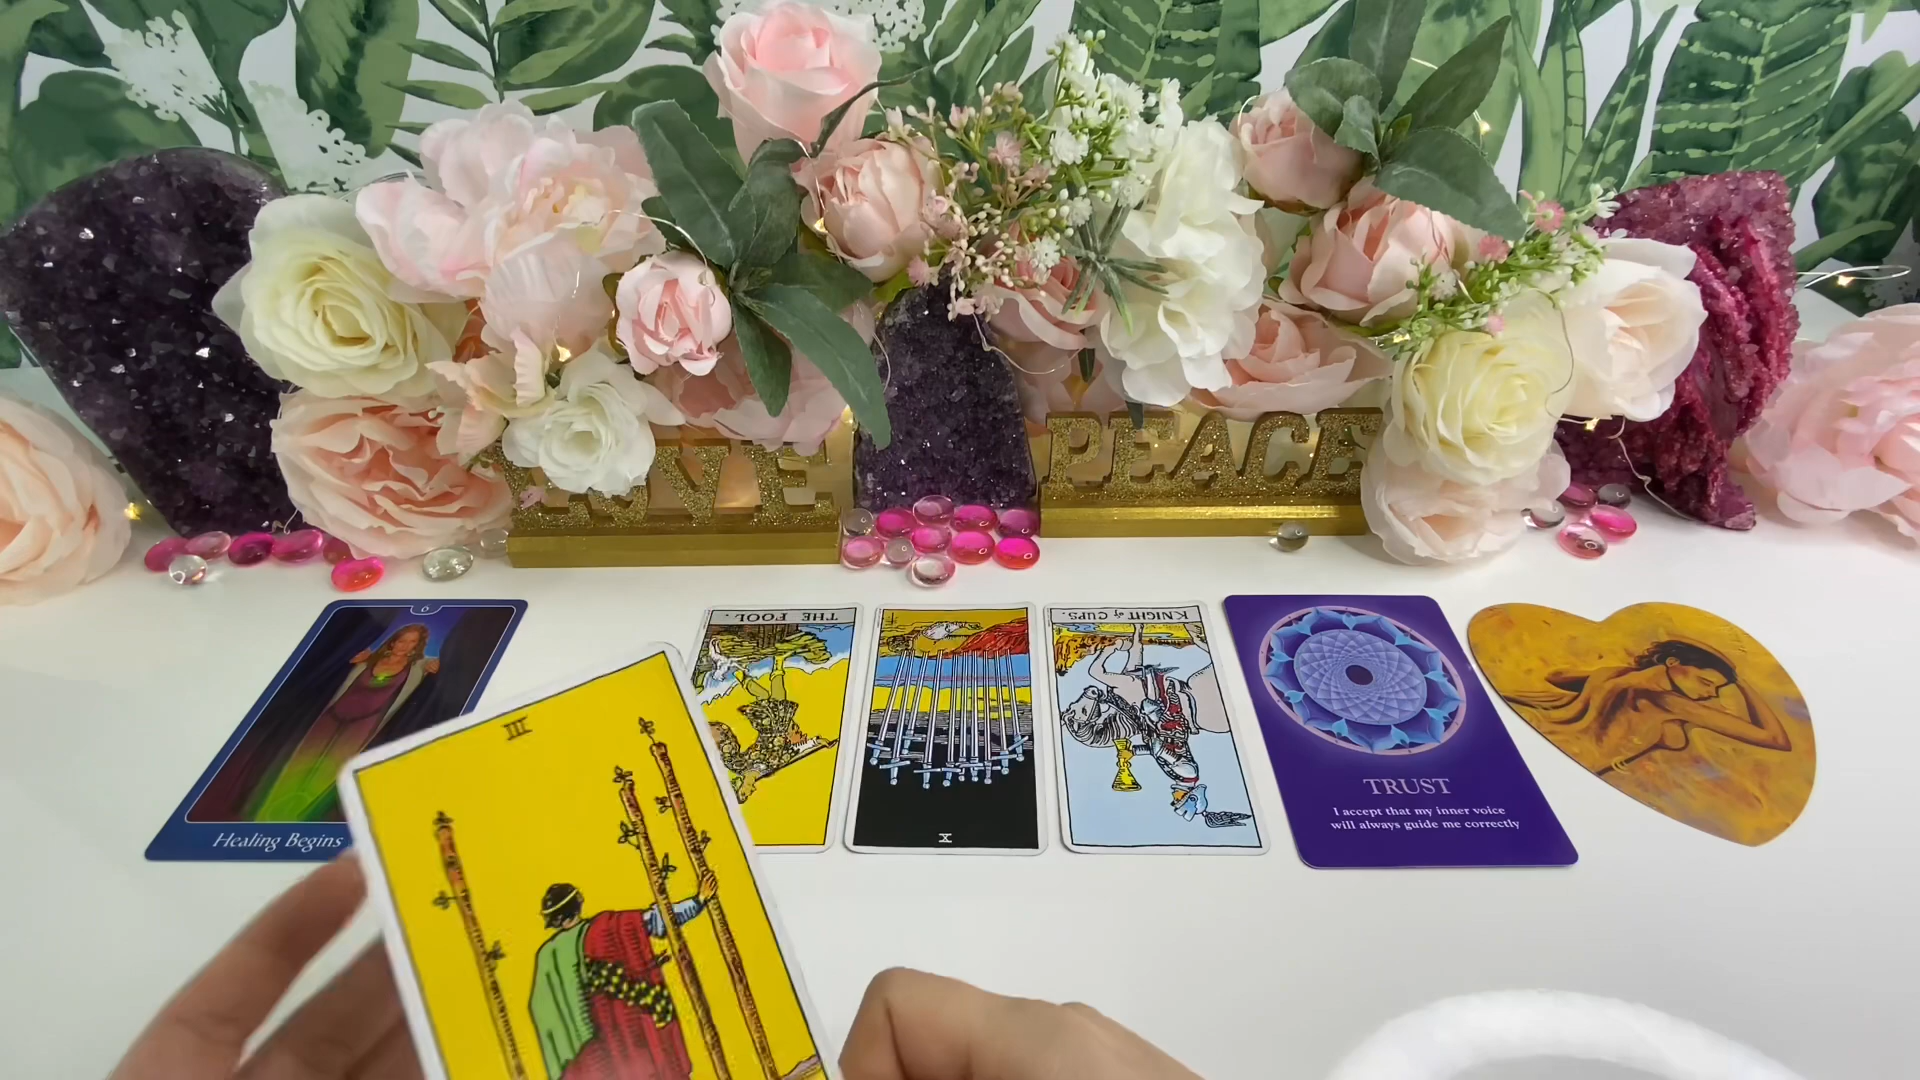 LOVE
PEACE
6
Healing Begins
III
THE FOOL.
X
KNIGHT of CUPS.
TRUST
I accept that my inner voice
will always guide me correctly